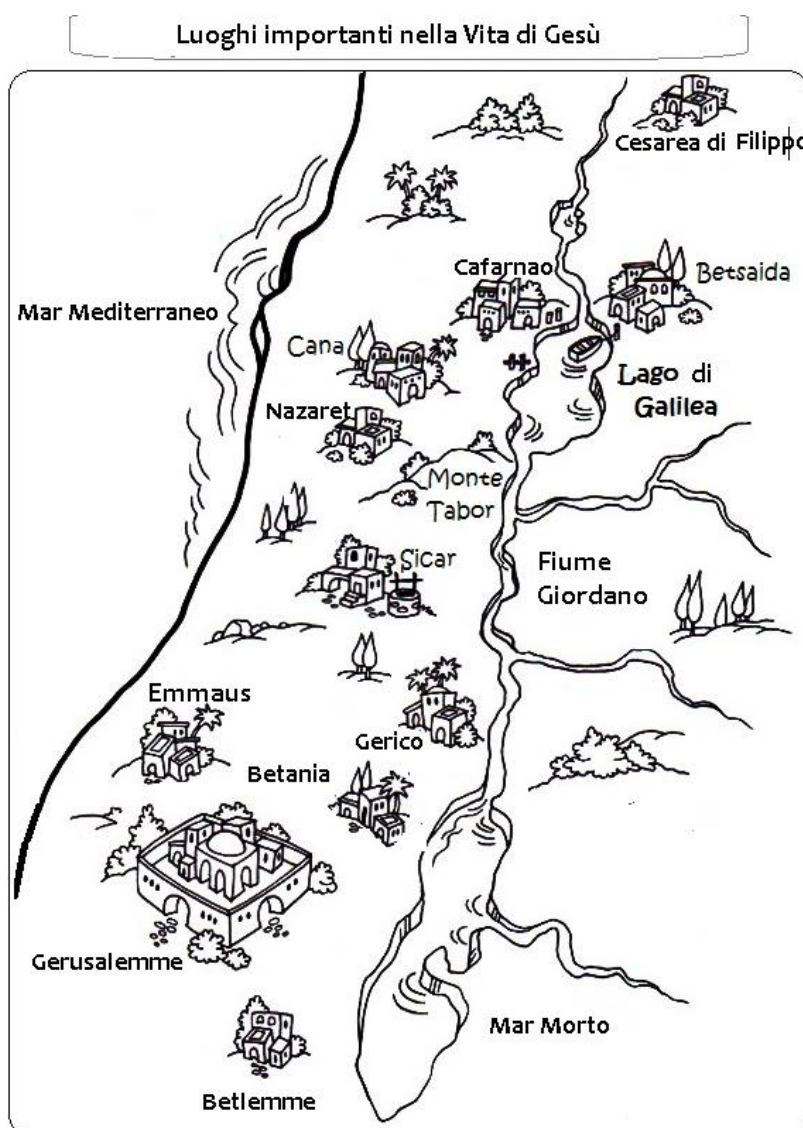 Luoghi importanti nella Vita di Gesù
Cesarea di Filippo
Cafarnao
Betsaida
Mar Mediterraneo
Cana
Lago di
Galilea
Nazaret
Monte
Tabor
Sicar
Fiume
Giordano
Emmaus
Gerico
Betania
Gerusalemme
Mar Morto
Betlemme